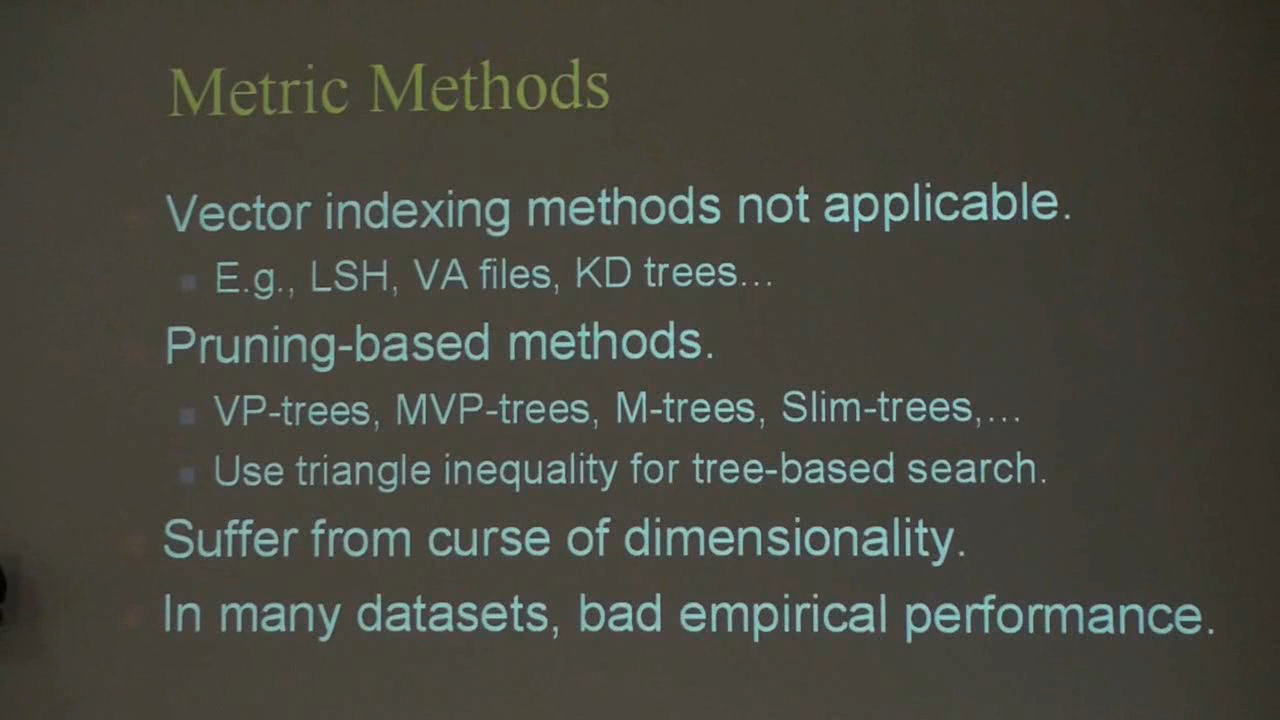 Metric Methods
Vector indexing methods not applicable.
E.g., LSH, VA files, KD trees...
Pruning-based methods.
VP-trees, MVP-trees, M-trees, Slim-trees,...
Use triangle inequality for tree-based search.
Suffer from curse of dimensionality.
In many datasets, bad empirical performance.